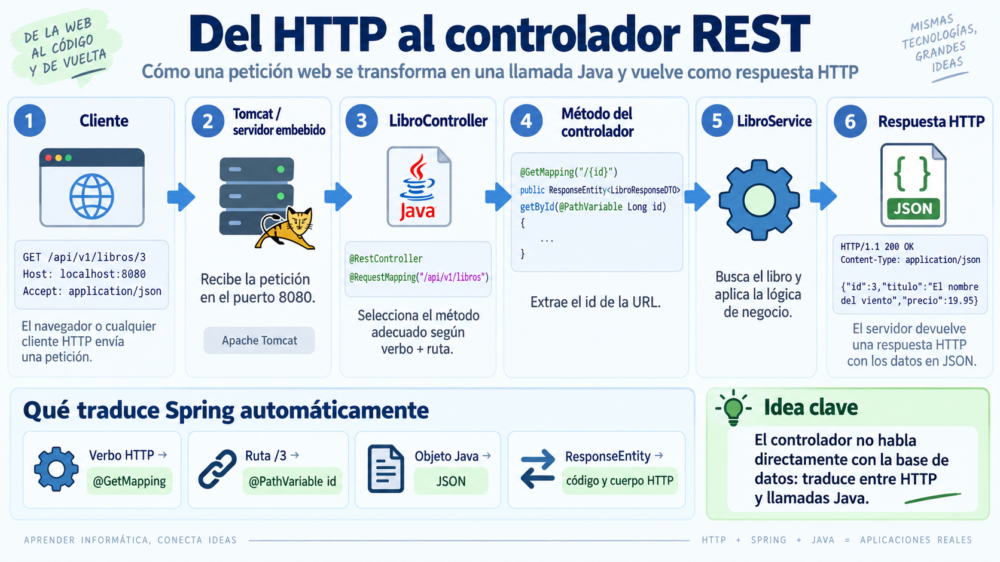 DE LA WEB
AL CÓDIGO
Y DE VUELTA
Del HTTP al controlador REST
Cómo una petición web se transforma en una llamada Java y vuelve como respuesta HTTP
MISMAS
TECNOLOGÍAS,
GRANDES
IDEAS
1
Cliente
GET /api/v1/libros/3
Host: localhost:8080
Accept: application/json
El navegador o cualquier
cliente HTTP envía
una petición.
2
Tomcat /
servidor embebido
Recibe la petición
en el puerto 8080.
Apache Tomcat
3
LibroController
Java
@RestController
@RequestMapping("/api/v1/libros")
Selecciona el método
adecuado según
verbo + ruta.
4
Método del
controlador
@GetMapping("/{id}")
public ResponseEntity<LibroResponseDTO>
getById(@PathVariable Long id)
{
...
}
Extrae el id de la URL.
5
LibroService
Busca el libro y
aplica la lógica
de negocio.
6
Respuesta HTTP
{ }
JSON
HTTP/1.1 200 OK
Content-Type: application/json
{"id":3,"titulo":"El nombre
del viento","precio":19.95}
El servidor devuelve
una respuesta HTTP
con los datos en JSON.
Qué traduce Spring automáticamente
Verbo HTTP →
@GetMapping
Ruta /3 →
@PathVariable id
Objeto Java →
JSON
ResponseEntity →
código y cuerpo HTTP
Idea clave
El controlador no habla
directamente con la base de
datos: traduce entre HTTP
y llamadas Java.
APRENDER INFORMÁTICA, CONECTA IDEAS
HTTP + SPRING + JAVA = APLICACIONES REALES